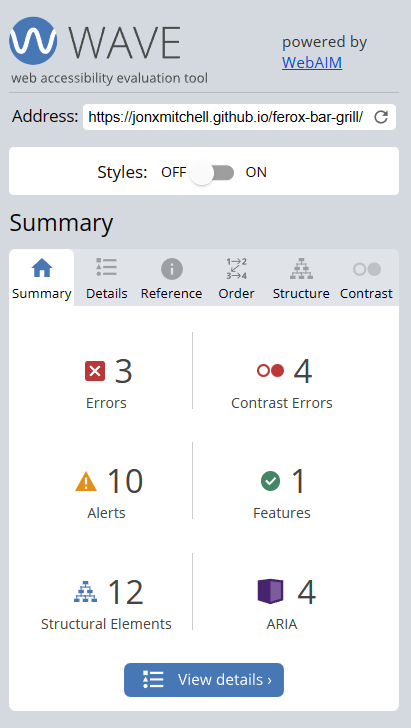 WAVE
web accessibility evaluation tool
powered by
WebAIM
Address: https://jonxmitchell.github.io/ferox-bar-grill/
Styles: OFF ON
Summary
Summary Details Reference Order Structure Contrast
3
Errors
4
Contrast Errors
10
Alerts
1
Features
12
Structural Elements
4
ARIA
View details ›